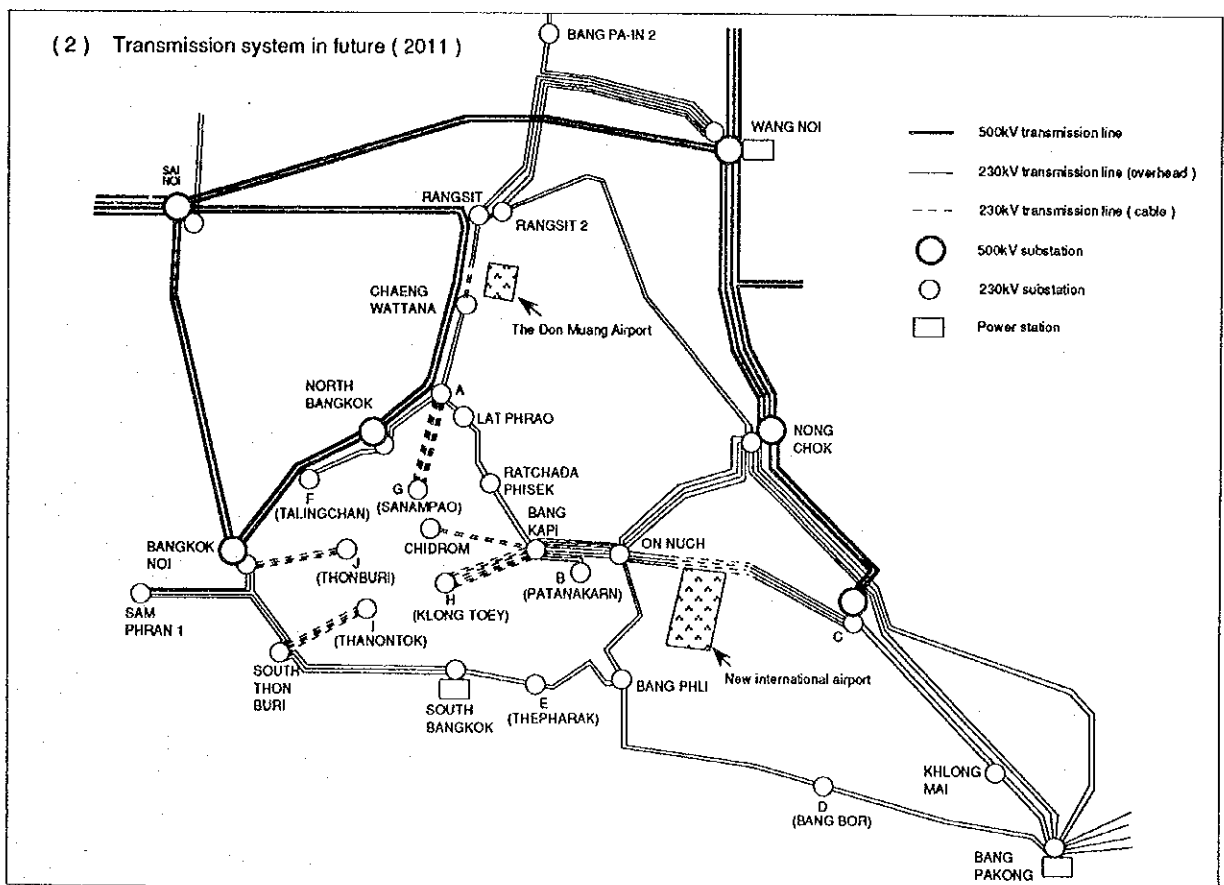 (2) Transmission system in future (2011)
BANG PA-IN 2
WANG NOI
500kV transmission line
230kV transmission line (overhead)
230kV transmission line (cable)
500kV substation
230kV substation
Power station
SAI
NOI
RANGSIT
RANGSIT 2
CHAENG
WATTANA
The Don Muang Airport
NORTH
BANGKOK
A
LAT PHRAO
NONG
CHOK
RATCHADA
PHISEK
F
(TALINGCHAN)
G
(SANAMPAO)
BANG
KAPI
CHIDROM
ON NUCH
BANGKOK
NOI
J
(THONBURI)
H
(KLONG TOEY)
B
(PATANAKARN)
SAM
PHRAN 1
I
(THANONTOK)
C
SOUTH
THON
BURI
SOUTH
BANGKOK
E
(THEPHARAK)
BANG PHLI
New international airport
KHLONG
MAI
D
(BANG BOR)
BANG
PAKONG